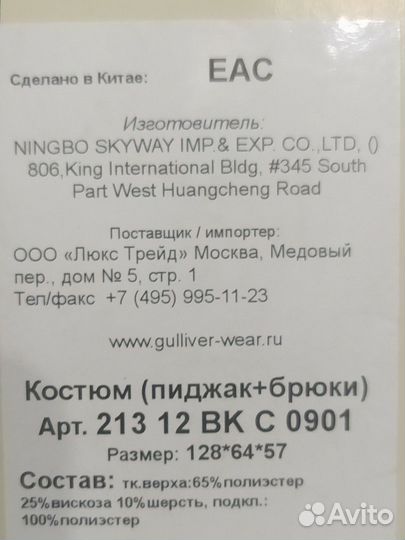 Сделано в Китае: EAC
Изготовитель:
NINGBO SKYWAY IMP.& EXP. CO.,LTD, ()
806,King International Bldg, #345 South
Part West Huangcheng Road
Поставщик / импортер:
ООО «Люкс Трейд» Москва, Медовый
пер., дом № 5, стр. 1
Тел/факс +7 (495) 995-11-23
www.gulliver-wear.ru
Костюм (пиджак+брюки)
Арт. 213 12 BK C 0901
Размер: 128*64*57
Состав: тк.верха:65%полиэстер
25%вискоза 10%шерсть, подкл.:
100%полиэстер
Avito